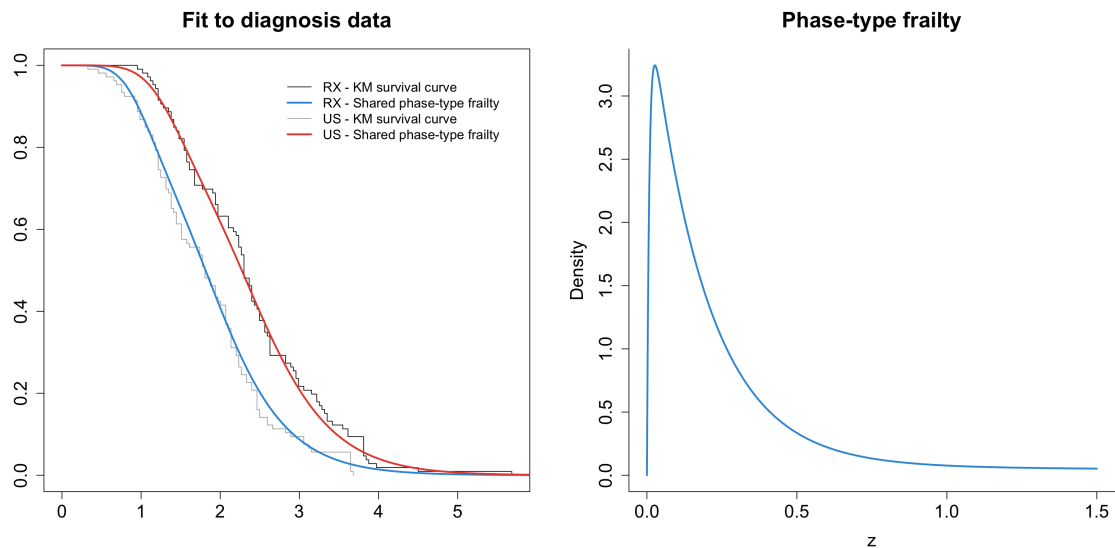 Fit to diagnosis data
RX - KM survival curve
RX - Shared phase-type frailty
US - KM survival curve
US - Shared phase-type frailty
1.0
0.8
0.6
0.4
0.2
0.0
0 1 2 3 4 5
Phase-type frailty
Density
3.0
2.5
2.0
1.5
1.0
0.5
0.0
0.0 0.5 1.0 1.5
z